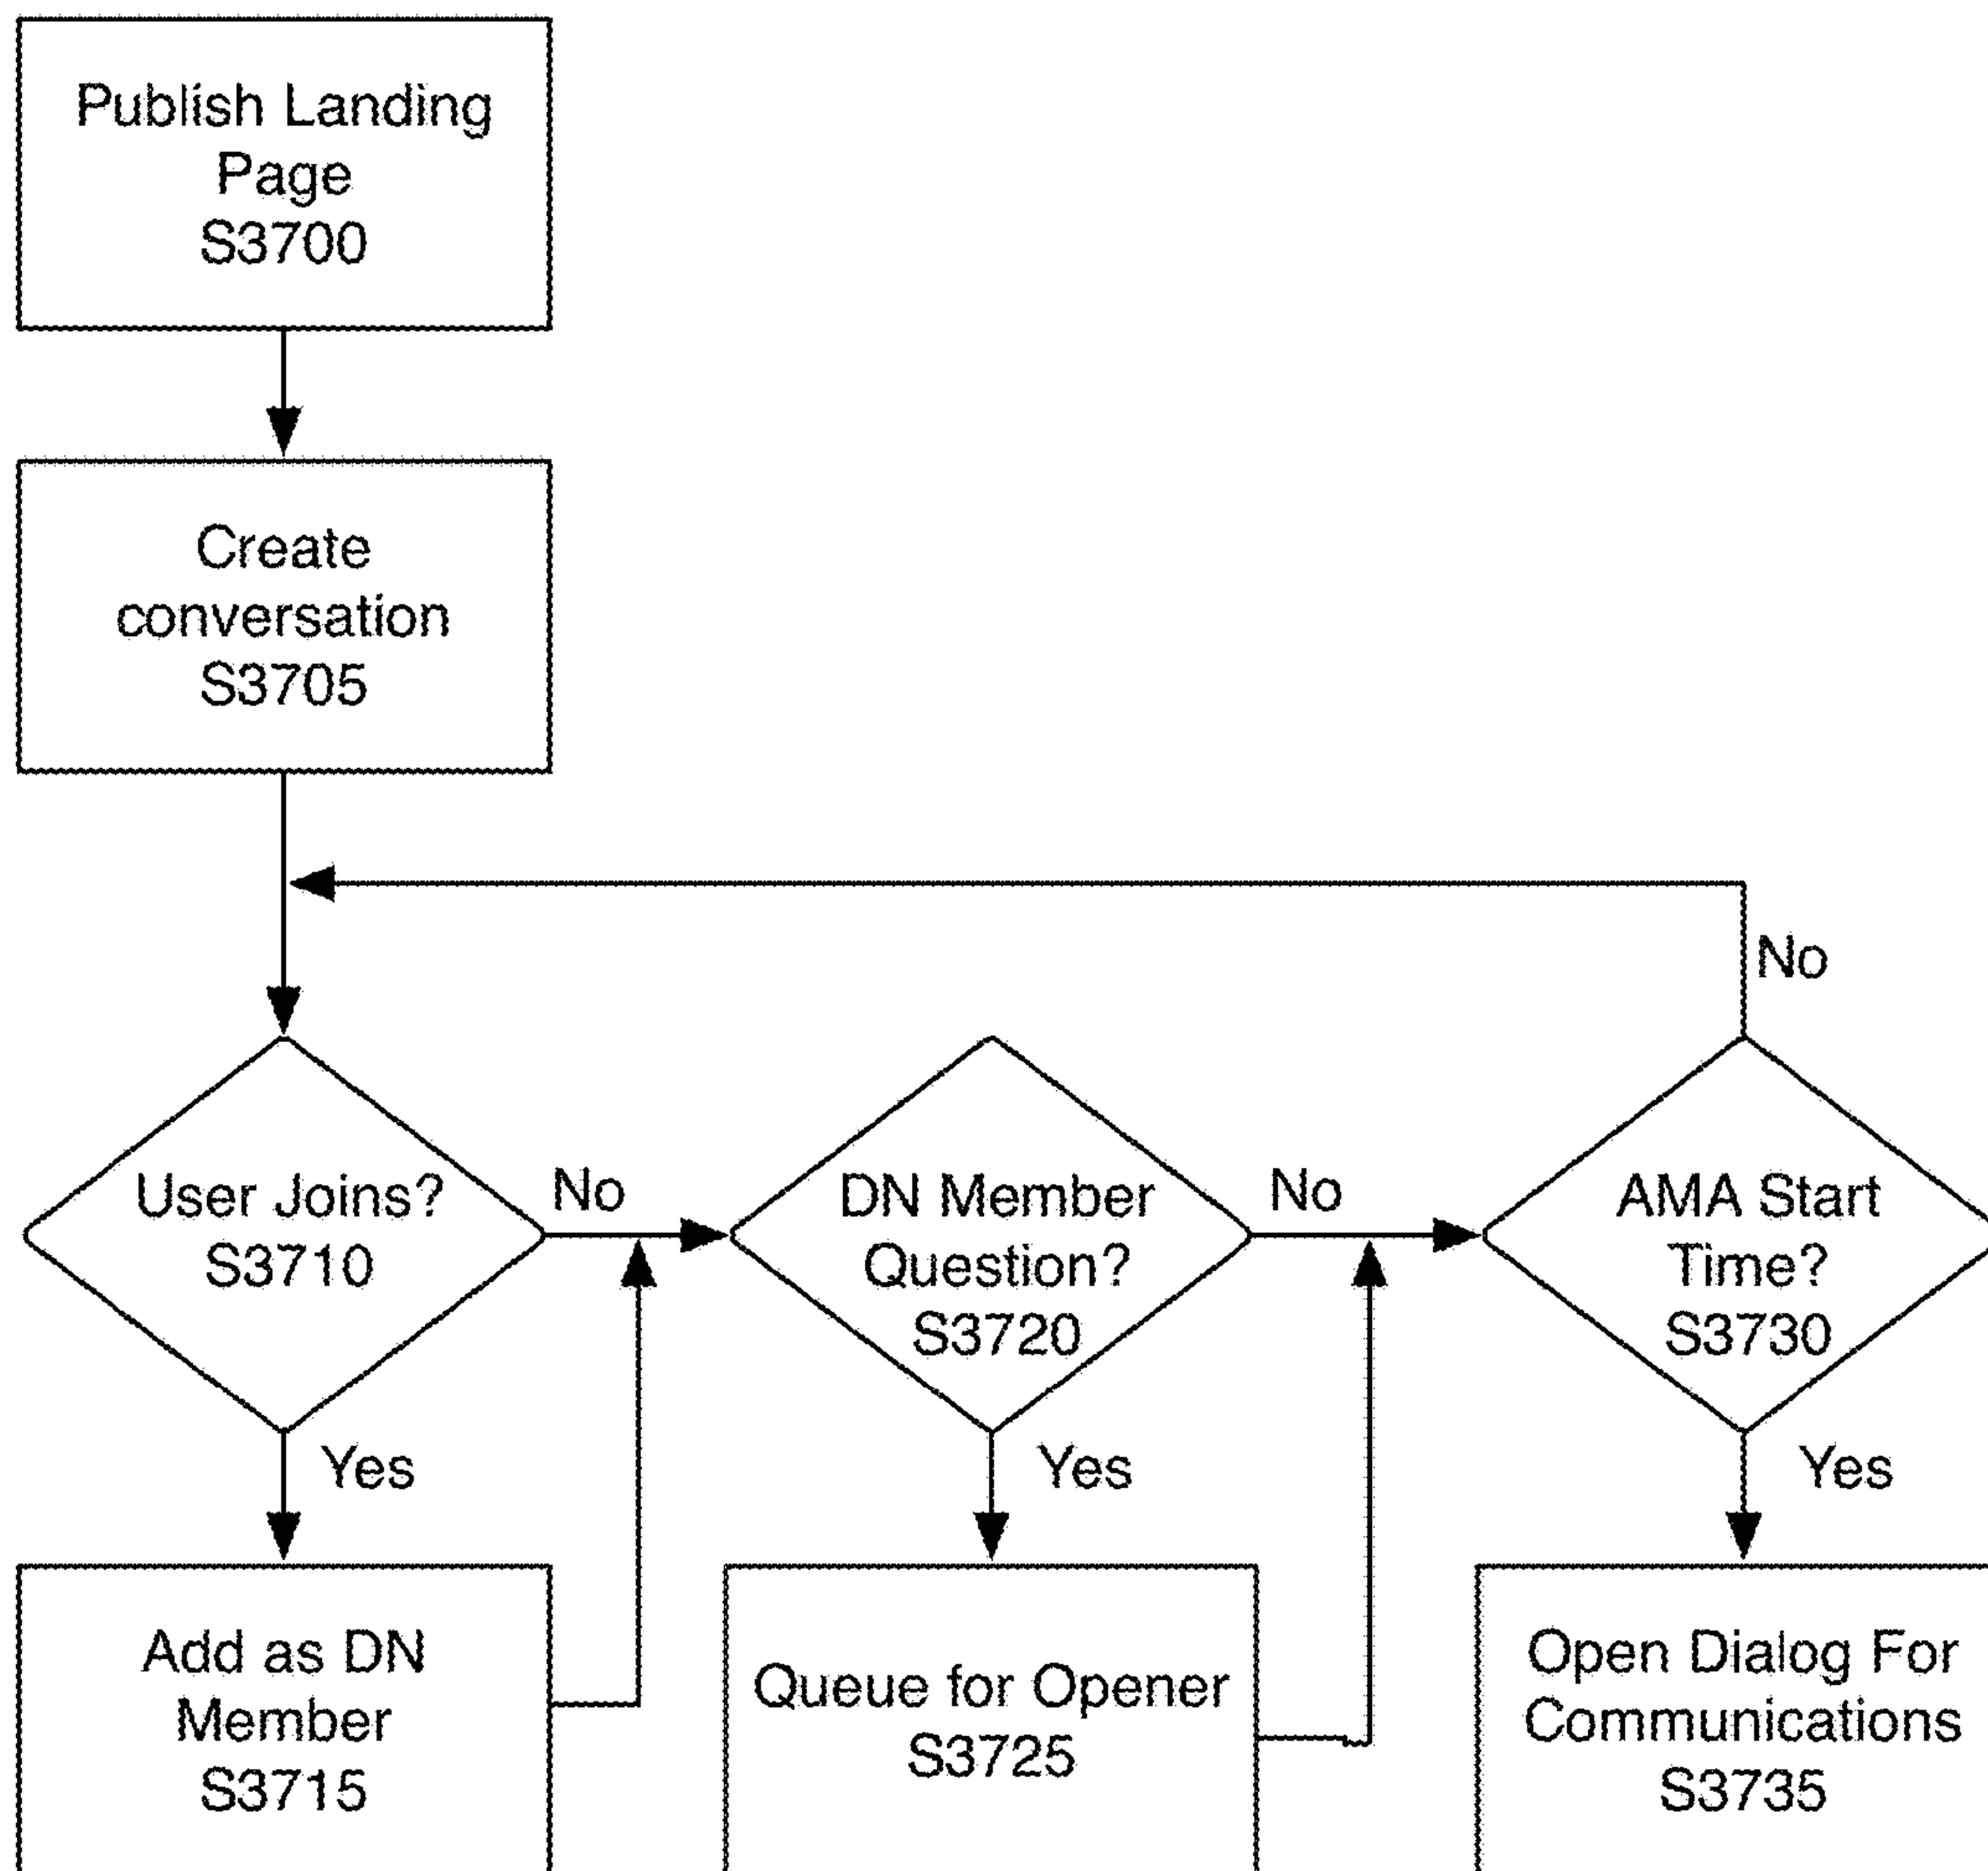 Publish Landing
Page
S3700
Create
conversation
S3705
No
User Joins?
S3710
No
DN Member
Question?
S3720
No
AMA Start
Time?
S3730
Yes
Yes
Yes
Add as DN
Member
S3715
Queue for Opener
S3725
Open Dialog For
Communications
S3735